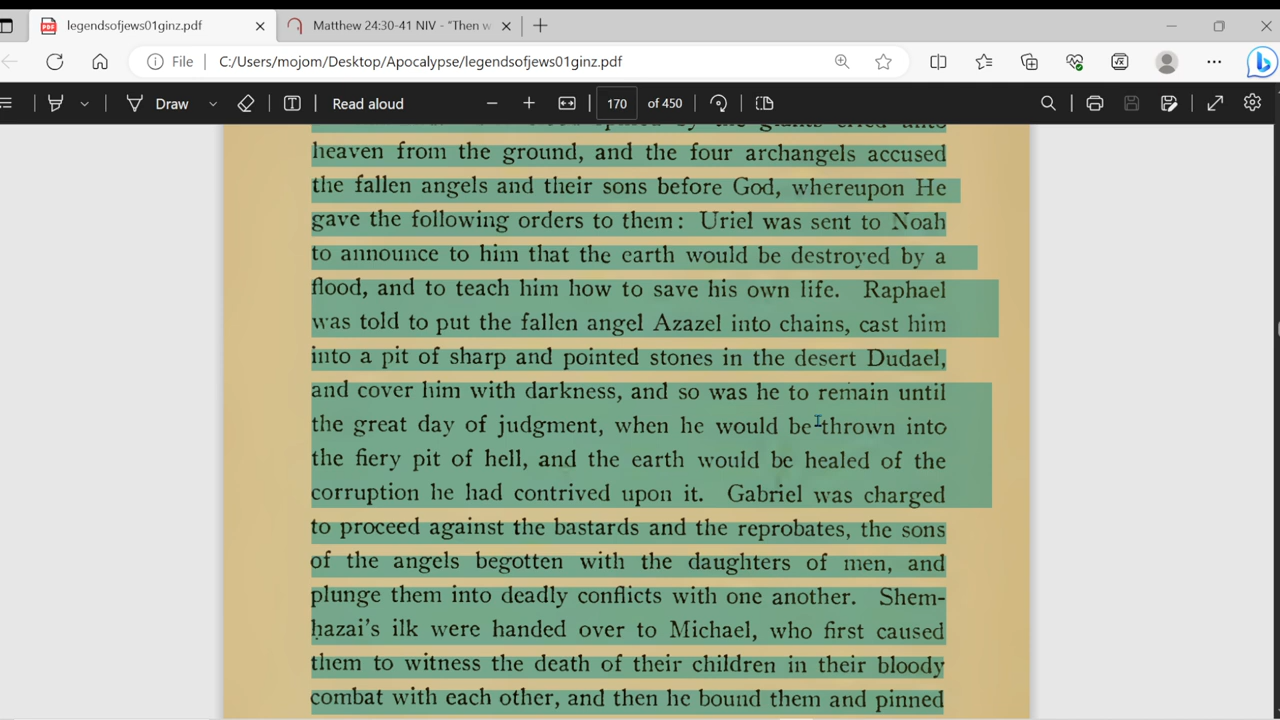 legendsofjews01ginz.pdf
Matthew 24:30-41 NIV - "Then w
File
C:/Users/mojom/Desktop/Apocalypse/legendsofjews01ginz.pdf
Draw
Read aloud
170 of 450
spilled by the giants cried unto
heaven from the ground, and the four archangels accused
the fallen angels and their sons before God, whereupon He
gave the following orders to them: Uriel was sent to Noah
to announce to him that the earth would be destroyed by a
flood, and to teach him how to save his own life. Raphael
was told to put the fallen angel Azazel into chains, cast him
into a pit of sharp and pointed stones in the desert Dudael,
and cover him with darkness, and so was he to remain until
the great day of judgment, when he would be thrown into
the fiery pit of hell, and the earth would be healed of the
corruption he had contrived upon it. Gabriel was charged
to proceed against the bastards and the reprobates, the sons
of the angels begotten with the daughters of men, and
plunge them into deadly conflicts with one another. Shem-
ḥazai's ilk were handed over to Michael, who first caused
them to witness the death of their children in their bloody
combat with each other, and then he bound them and pinned